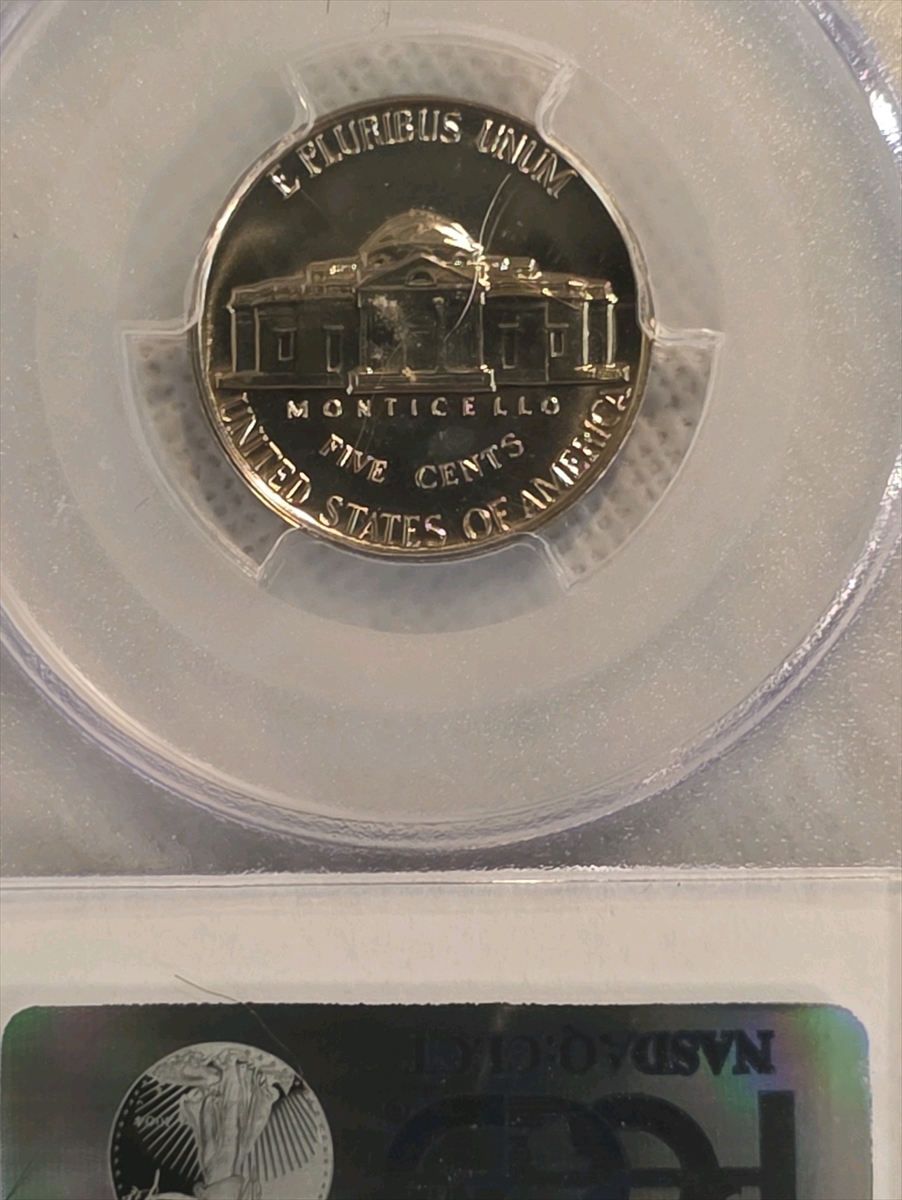 E PLURIBUS UNUM
MONTICELLO
FIVE CENTS
UNITED STATES OF AMERICA
NASDAQ:CLCT